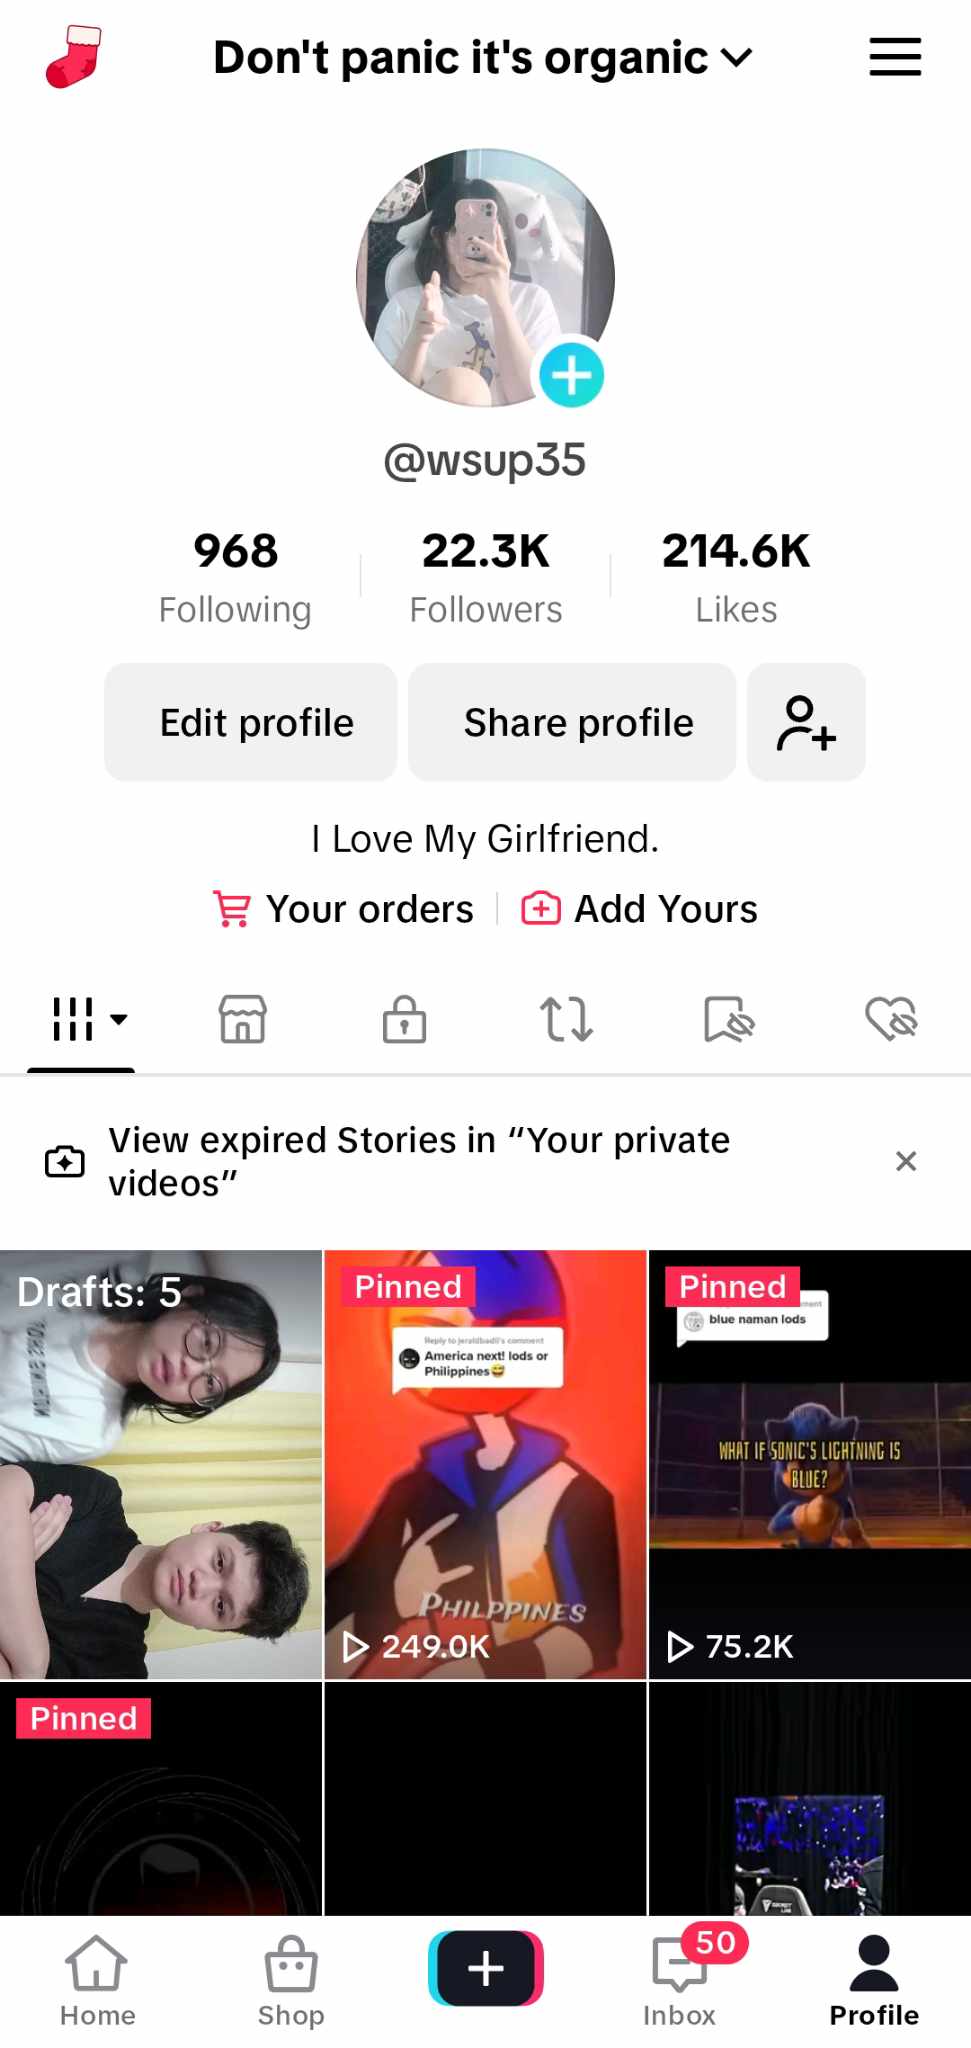 Don't panic it's organic
@wsup35
968
Following
22.3K
Followers
214.6K
Likes
Edit profile
Share profile
I Love My Girlfriend.
Your orders
Add Yours
View expired Stories in “Your private
videos”
Drafts: 5
Pinned
Reply to jeraldbadil's comment
America next! lods or
Philippines😅
PHILPPINES
249.0K
Pinned
blue naman lods
WHAT IF SONIC'S LIGHTNING IS
BLUE?
75.2K
Pinned
Home
Shop
50
Inbox
Profile